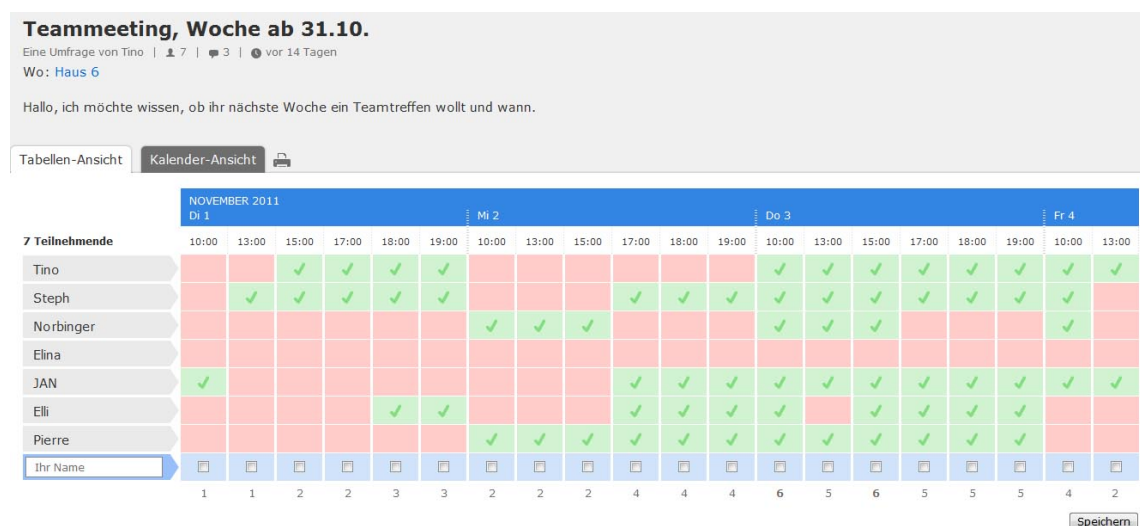 Teammeeting, Woche ab 31.10.
Eine Umfrage von Tino | 7 | 3 | vor 14 Tagen
Wo: Haus 6
Hallo, ich möchte wissen, ob ihr nächste Woche ein Teamtreffen wollt und wann.
Tabellen-Ansicht Kalender-Ansicht
NOVEMBER 2011
Di 1 Mi 2 Do 3 Fr 4
7 Teilnehmende 10:00 13:00 15:00 17:00 18:00 19:00 10:00 13:00 15:00 17:00 18:00 19:00 10:00 13:00 15:00 17:00 18:00 19:00 10:00 13:00
Tino
Steph
Norbinger
Elina
JAN
Elli
Pierre
Ihr Name
1 1 2 2 3 3 2 2 2 4 4 4 6 5 6 5 5 5 4 2
Speichern